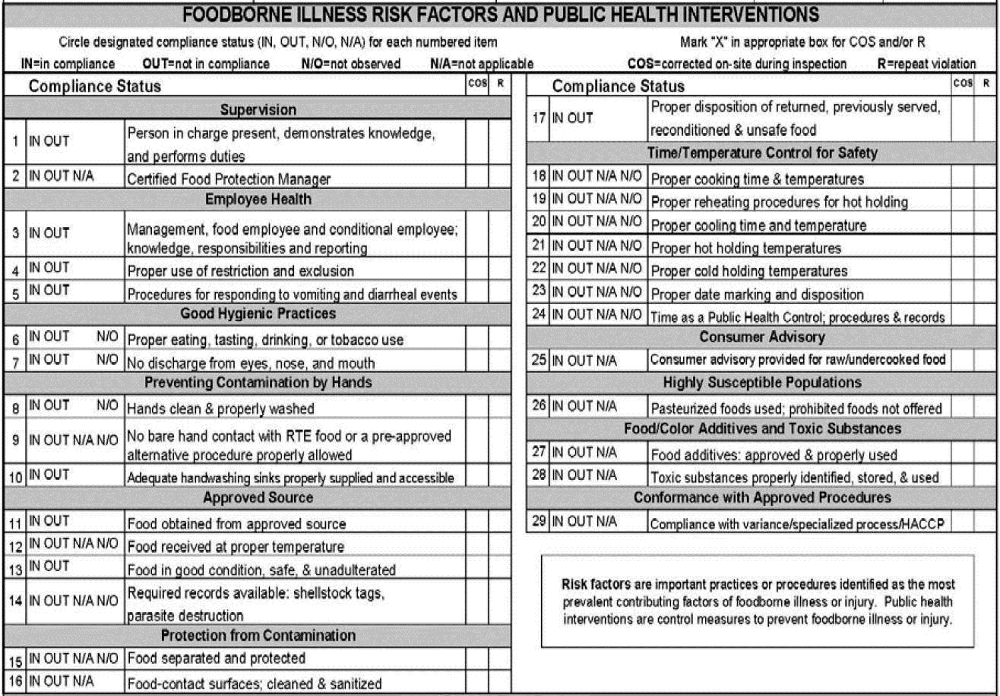 FOODBORNE ILLNESS RISK FACTORS AND PUBLIC HEALTH INTERVENTIONS
Circle designated compliance status (IN, OUT, N/O, N/A) for each numbered item
Mark "X" in appropriate box for COS and/or R
IN=in compliance OUT=not in compliance N/O=not observed N/A=not applicable
COS=corrected on-site during inspection R=repeat violation
Compliance Status COS R
Supervision
1 IN OUT Person in charge present, demonstrates knowledge,
and performs duties
2 IN OUT N/A Certified Food Protection Manager
Employee Health
3 IN OUT Management, food employee and conditional employee;
knowledge, responsibilities and reporting
4 IN OUT Proper use of restriction and exclusion
5 IN OUT Procedures for responding to vomiting and diarrheal events
Good Hygienic Practices
6 IN OUT N/O Proper eating, tasting, drinking, or tobacco use
7 IN OUT N/O No discharge from eyes, nose, and mouth
Preventing Contamination by Hands
8 IN OUT N/O Hands clean & properly washed
9 IN OUT N/A N/O No bare hand contact with RTE food or a pre-approved
alternative procedure properly allowed
10 IN OUT Adequate handwashing sinks properly supplied and accessible
Approved Source
11 IN OUT Food obtained from approved source
12 IN OUT N/A N/O Food received at proper temperature
13 IN OUT Food in good condition, safe, & unadulterated
14 IN OUT N/A N/O Required records available: shellstock tags,
parasite destruction
Protection from Contamination
15 IN OUT N/A N/O Food separated and protected
16 IN OUT N/A Food-contact surfaces; cleaned & sanitized
Compliance Status COS R
17 IN OUT Proper disposition of returned, previously served,
reconditioned & unsafe food
Time/Temperature Control for Safety
18 IN OUT N/A N/O Proper cooking time & temperatures
19 IN OUT N/A N/O Proper reheating procedures for hot holding
20 IN OUT N/A N/O Proper cooling time and temperature
21 IN OUT N/A N/O Proper hot holding temperatures
22 IN OUT N/A N/O Proper cold holding temperatures
23 IN OUT N/A N/O Proper date marking and disposition
24 IN OUT N/A N/O Time as a Public Health Control; procedures & records
Consumer Advisory
25 IN OUT N/A Consumer advisory provided for raw/undercooked food
Highly Susceptible Populations
26 IN OUT N/A Pasteurized foods used; prohibited foods not offered
Food/Color Additives and Toxic Substances
27 IN OUT N/A Food additives: approved & properly used
28 IN OUT N/A Toxic substances properly identified, stored, & used
Conformance with Approved Procedures
29 IN OUT N/A Compliance with variance/specialized process/HACCP
Risk factors are important practices or procedures identified as the most
prevalent contributing factors of foodborne illness or injury. Public health
interventions are control measures to prevent foodborne illness or injury.